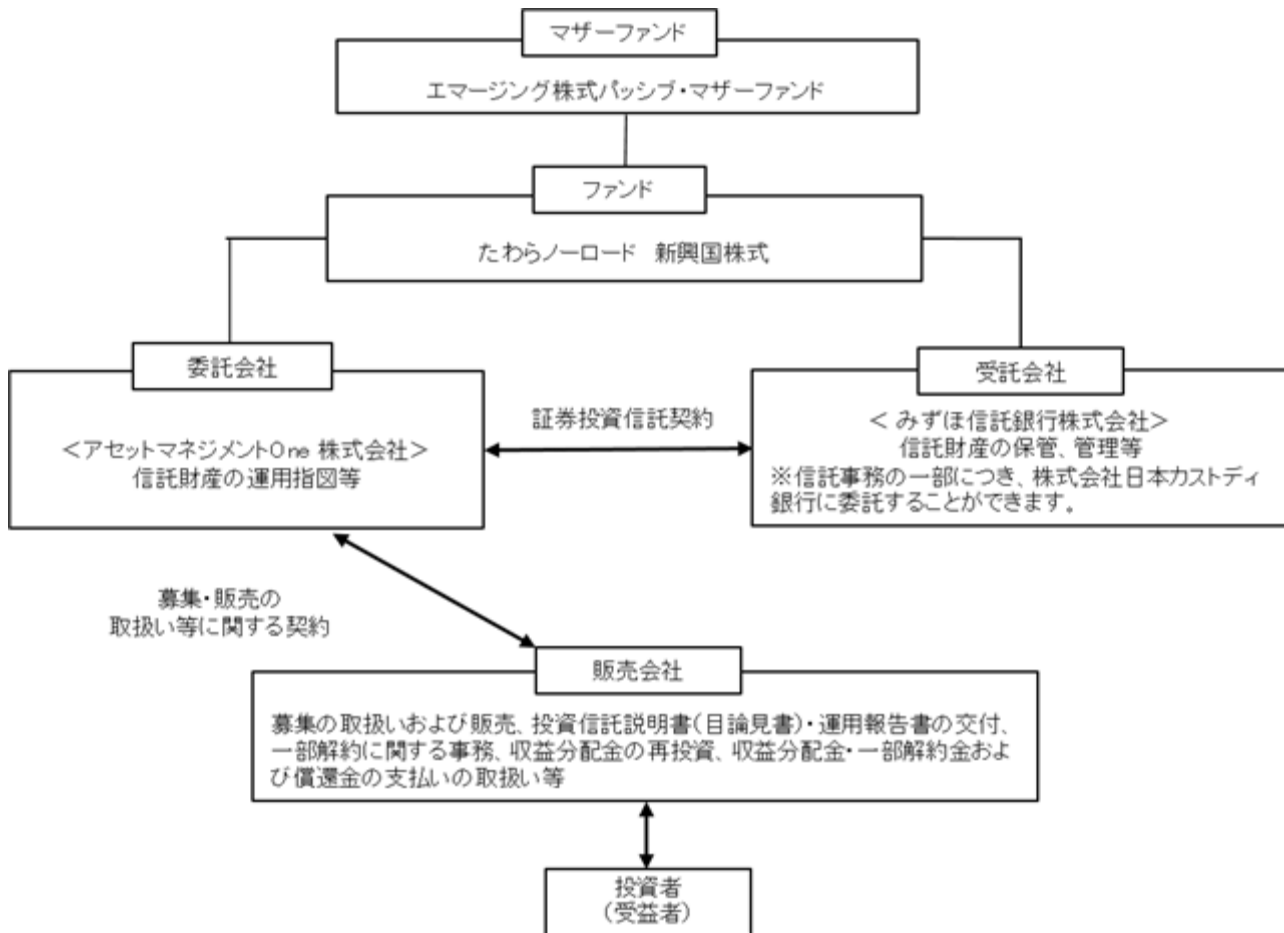 マザーファンド
エマージング株式パッシブ・マザーファンド
ファンド
たわらノーロード　新興国株式
委託会社
＜アセットマネジメントOne 株式会社＞
信託財産の運用指図等
証券投資信託契約
受託会社
＜ みずほ信託銀行株式会社＞
信託財産の保管、管理等
※信託事務の一部につき、株式会社日本カストディ
銀行に委託することができます。
募集・販売の
取扱い等に関する契約
販売会社
募集の取扱いおよび販売、投資信託説明書（目論見書）・運用報告書の交付、
一部解約に関する事務、収益分配金の再投資、収益分配金・一部解約金およ
び償還金の支払いの取扱い等
投資者
（受益者）